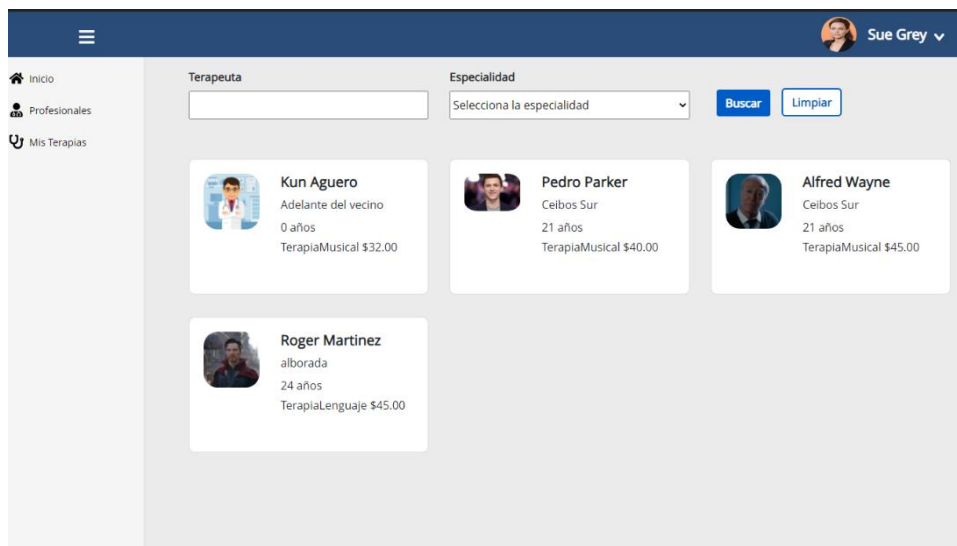 Sue Grey
Inicio
Profesionales
Mis Terapias
Terapeuta
Especialidad
Selecciona la especialidad
Buscar
Limpiar
Kun Aguero
Adelante del vecino
0 años
TerapiaMusical $32.00
Pedro Parker
Ceibos Sur
21 años
TerapiaMusical $40.00
Alfred Wayne
Ceibos Sur
21 años
TerapiaMusical $45.00
Roger Martinez
alborada
24 años
TerapiaLenguaje $45.00